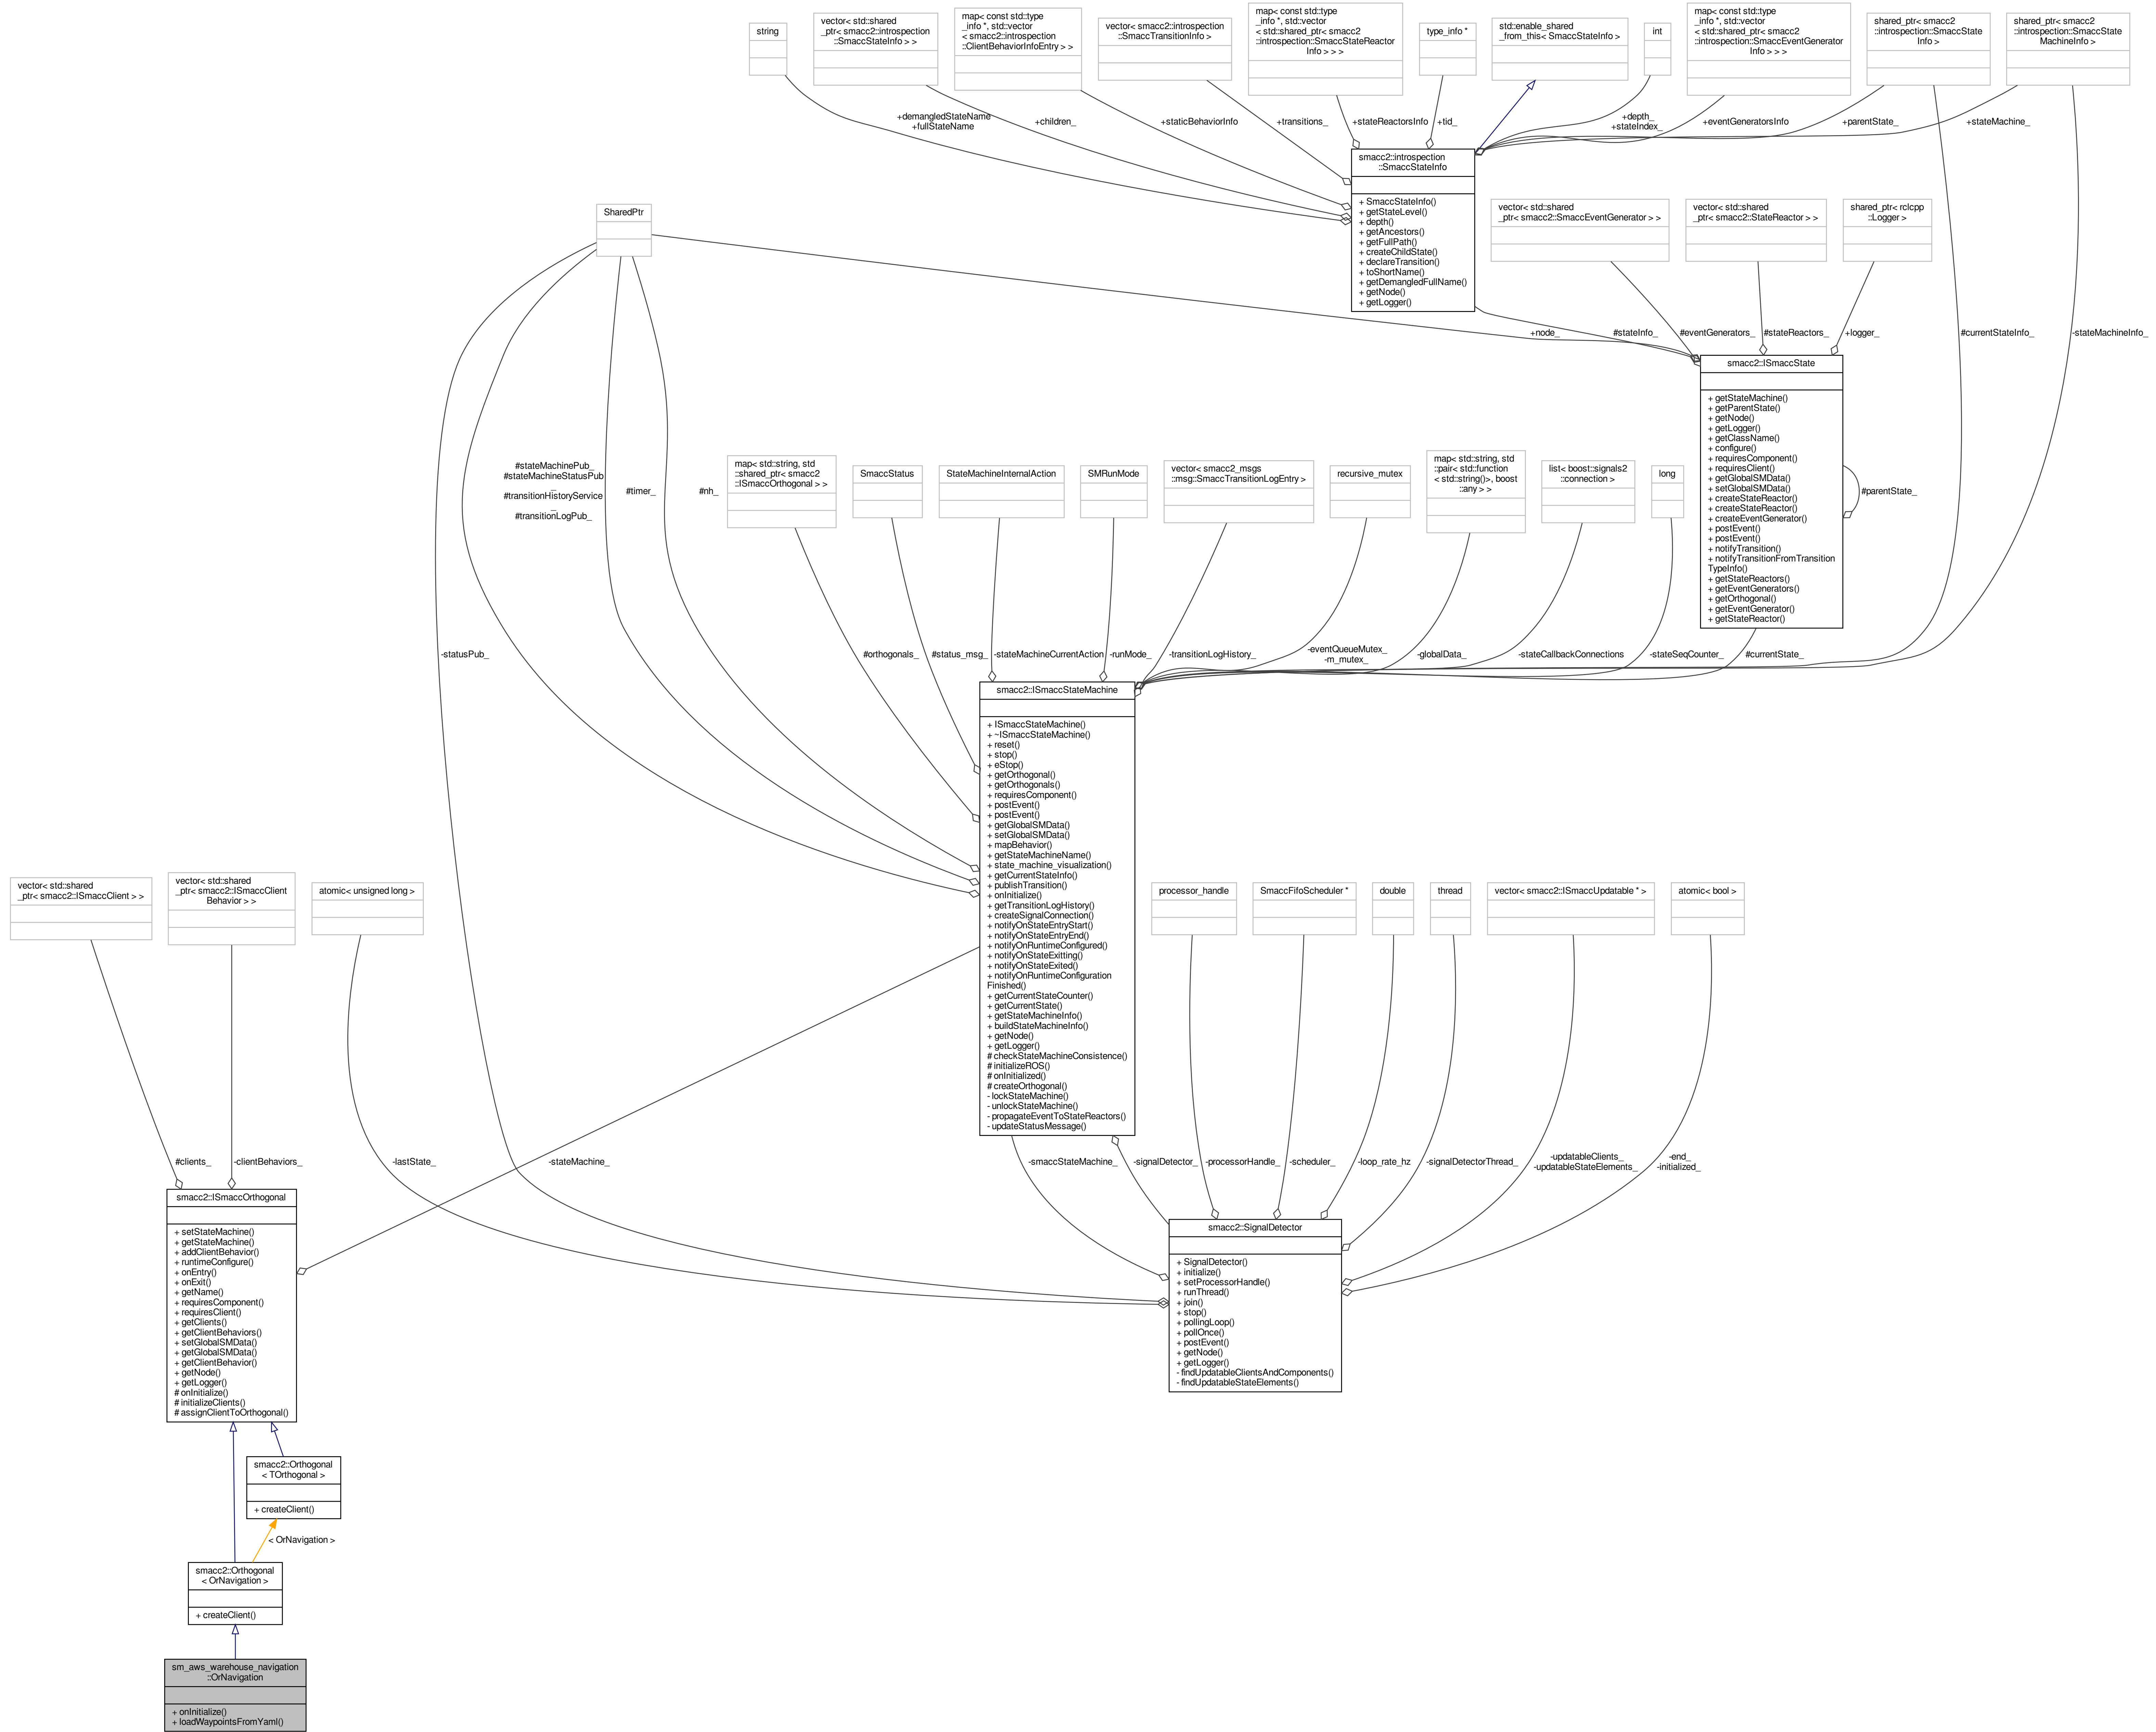 string
vector< std::shared
_ptr< smacc2::introspection
::SmaccStateInfo > >
map< const std::type
_info *, std::vector
< smacc2::introspection
::ClientBehaviorInfoEntry > >
vector< smacc2::introspection
::SmaccTransitionInfo >
map< const std::type
_info *, std::vector
< std::shared_ptr< smacc2
::introspection::SmaccStateReactor
Info > > >
type_info *
std::enable_shared
_from_this< SmaccStateInfo >
int
map< const std::type
_info *, std::vector
< std::shared_ptr< smacc2
::introspection::SmaccEventGenerator
Info > > >
shared_ptr< smacc2
::introspection::SmaccState
Info >
shared_ptr< smacc2
::introspection::SmaccState
MachineInfo >
+demangledStateName
+fullStateName
+children_
+staticBehaviorInfo
+transitions_
+stateReactorsInfo
+tid_
+depth_
+stateIndex_
+eventGeneratorsInfo
+parentState_
+stateMachine_
smacc2::introspection
::SmaccStateInfo
+ SmaccStateInfo()
+ getStateLevel()
+ depth()
+ getAncestors()
+ getFullPath()
+ createChildState()
+ declareTransition()
+ toShortName()
+ getDemangledFullName()
+ getNode()
+ getLogger()
SharedPtr
vector< std::shared
_ptr< smacc2::SmaccEventGenerator > >
vector< std::shared
_ptr< smacc2::StateReactor > >
shared_ptr< rclcpp
::Logger >
+node_
#stateInfo_
#eventGenerators_
#stateReactors_
+logger_
#currentStateInfo_
-stateMachineInfo_
smacc2::ISmaccState
+ getStateMachine()
+ getParentState()
+ getNode()
+ getLogger()
+ getClassName()
+ configure()
+ requiresComponent()
+ requiresClient()
+ getGlobalSMData()
+ setGlobalSMData()
+ createStateReactor()
+ createStateReactor()
+ createEventGenerator()
+ postEvent()
+ postEvent()
+ notifyTransition()
+ notifyTransitionFromTransition
TypeInfo()
+ getStateReactors()
+ getEventGenerators()
+ getOrthogonal()
+ getEventGenerator()
+ getStateReactor()
#parentState_
#stateMachinePub_
#stateMachineStatusPub
_
#transitionHistoryService
_
#transitionLogPub_
#timer_
#nh_
map< std::string, std
::shared_ptr< smacc2
::ISmaccOrthogonal > >
SmaccStatus
StateMachineInternalAction
SMRunMode
vector< smacc2_msgs
::msg::SmaccTransitionLogEntry >
recursive_mutex
map< std::string, std
::pair< std::function
< std::string()>, boost
::any > >
list< boost::signals2
::connection >
long
-statusPub_
#orthogonals_
#status_msg_
-stateMachineCurrentAction
-runMode_
-transitionLogHistory_
-eventQueueMutex_
-m_mutex_
-globalData_
-stateCallbackConnections
-stateSeqCounter_
#currentState_
smacc2::ISmaccStateMachine
+ ISmaccStateMachine()
+ ~ISmaccStateMachine()
+ reset()
+ stop()
+ eStop()
+ getOrthogonal()
+ getOrthogonals()
+ requiresComponent()
+ postEvent()
+ postEvent()
+ getGlobalSMData()
+ setGlobalSMData()
+ mapBehavior()
+ getStateMachineName()
+ state_machine_visualization()
+ getCurrentStateInfo()
+ publishTransition()
+ onInitialize()
+ getTransitionLogHistory()
+ createSignalConnection()
+ notifyOnStateEntryStart()
+ notifyOnStateEntryEnd()
+ notifyOnRuntimeConfigured()
+ notifyOnStateExitting()
+ notifyOnStateExited()
+ notifyOnRuntimeConfiguration
Finished()
+ getCurrentStateCounter()
+ getCurrentState()
+ getStateMachineInfo()
+ buildStateMachineInfo()
+ getNode()
+ getLogger()
# checkStateMachineConsistence()
# initializeROS()
# onInitialized()
# createOrthogonal()
- lockStateMachine()
- unlockStateMachine()
- propagateEventToStateReactors()
- updateStatusMessage()
vector< std::shared
_ptr< smacc2::ISmaccClient > >
vector< std::shared
_ptr< smacc2::ISmaccClient
Behavior > >
atomic< unsigned long >
processor_handle
SmaccFifoScheduler *
double
thread
vector< smacc2::ISmaccUpdatable * >
atomic< bool >
#clients_
-clientBehaviors_
-lastState_
-stateMachine_
-smaccStateMachine_
-signalDetector_
-processorHandle_
-scheduler_
-loop_rate_hz
-signalDetectorThread_
-updatableClients_
-updatableStateElements_
-end_
-initialized_
smacc2::ISmaccOrthogonal
+ setStateMachine()
+ getStateMachine()
+ addClientBehavior()
+ runtimeConfigure()
+ onEntry()
+ onExit()
+ getName()
+ requiresComponent()
+ requiresClient()
+ getClients()
+ getClientBehaviors()
+ setGlobalSMData()
+ getGlobalSMData()
+ getClientBehavior()
+ getNode()
+ getLogger()
# onInitialize()
# initializeClients()
# assignClientToOrthogonal()
smacc2::SignalDetector
+ SignalDetector()
+ initialize()
+ setProcessorHandle()
+ runThread()
+ join()
+ stop()
+ pollingLoop()
+ pollOnce()
+ postEvent()
+ getNode()
+ getLogger()
- findUpdatableClientsAndComponents()
- findUpdatableStateElements()
smacc2::Orthogonal
< TOrthogonal >
+ createClient()
< OrNavigation >
smacc2::Orthogonal
< OrNavigation >
+ createClient()
sm_aws_warehouse_navigation
::OrNavigation
+ onInitialize()
+ loadWaypointsFromYaml()